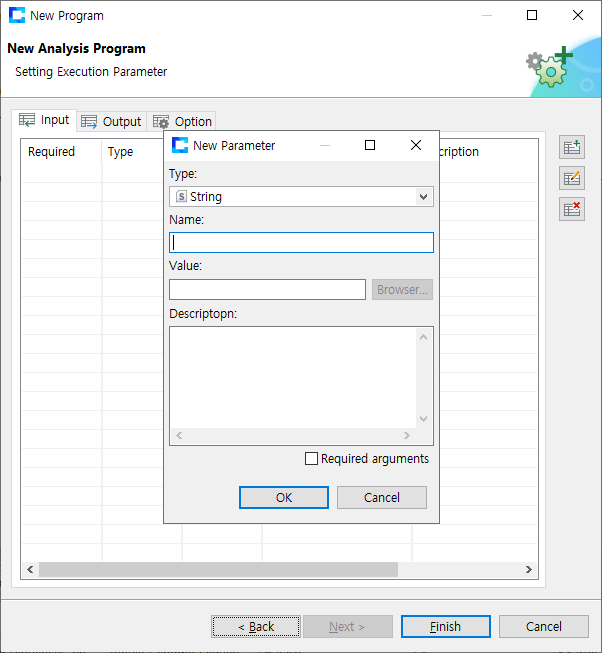 New Program
New Analysis Program
Setting Execution Parameter
Input Output Option
Required Type cription
New Parameter
Type:
String
Name:
Value:
Browser...
Descriptopn:
Required arguments
OK Cancel
< Back Next > Finish Cancel